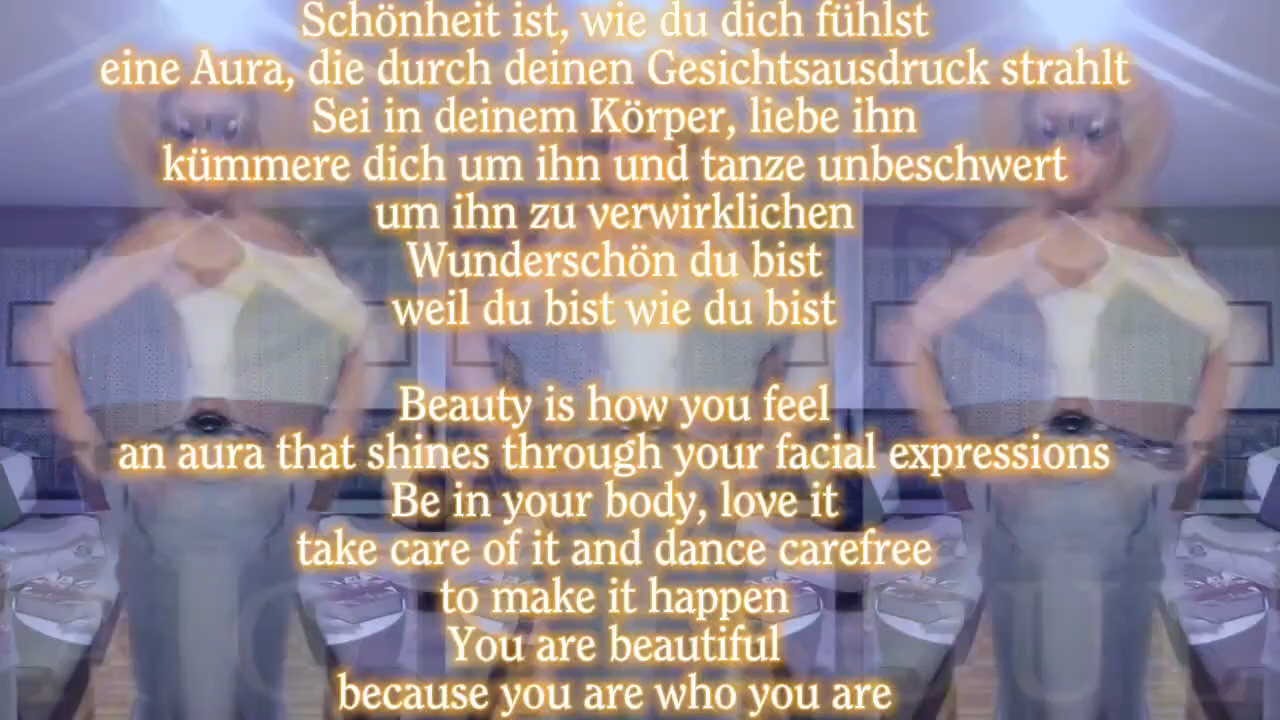 Schönheit ist, wie du dich fühlst
eine Aura, die durch deinen Gesichtsausdruck strahlt
Sei in deinem Körper, liebe ihn
kümmere dich um ihn und tanze unbeschwert
um ihn zu verwirklichen
Wunderschön du bist
weil du bist wie du bist
Beauty is how you feel
an aura that shines through your facial expressions
Be in your body, love it
take care of it and dance carefree
to make it happen
You are beautiful
because you are who you are